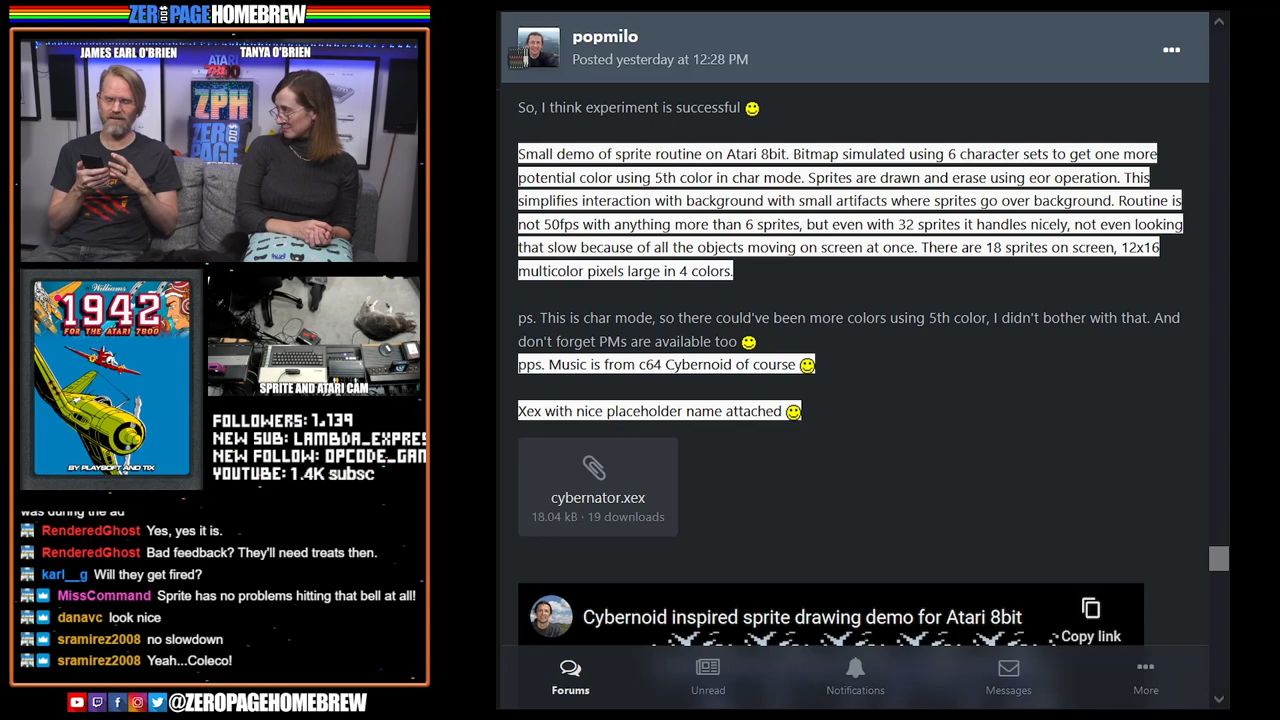 ZERO PAGE HOMEBREW
JAMES EARL O'BRIEN
TANYA O'BRIEN
ATARI
ZPH
ZERO
PAGE
Williams
1942
FOR THE ATARI 7800
BY PLAYSOFT AND TIX
SPRITE AND ATARI CAM
FOLLOWERS: 1,139
NEW SUB: LAMBDA_EXPRE
NEW FOLLOW: OPCODE_GAM
YOUTUBE: 1.4K subsc
was during the ad
RenderedGhost Yes, yes it is.
RenderedGhost Bad feedback? They'll need treats then.
karl__g Will they get fired?
MissCommand Sprite has no problems hitting that bell at all!
danavc look nice
sramirez2008 no slowdown
sramirez2008 Yeah...Coleco!
@ZEROPAGEHOMEBREW
popmilo
Posted yesterday at 12:28 PM
So, I think experiment is successful
Small demo of sprite routine on Atari 8bit. Bitmap simulated using 6 character sets to get one more
potential color using 5th color in char mode. Sprites are drawn and erase using eor operation. This
simplifies interaction with background with small artifacts where sprites go over background. Routine is
not 50fps with anything more than 6 sprites, but even with 32 sprites it handles nicely, not even looking
that slow because of all the objects moving on screen at once. There are 18 sprites on screen, 12x16
multicolor pixels large in 4 colors.
ps. This is char mode, so there could've been more colors using 5th color, I didn't bother with that. And
don't forget PMs are available too
pps. Music is from c64 Cybernoid of course
Xex with nice placeholder name attached
cybernator.xex
18.04 kB · 19 downloads
Cybernoid inspired sprite drawing demo for Atari 8bit
Copy link
Forums
Unread
Notifications
Messages
More